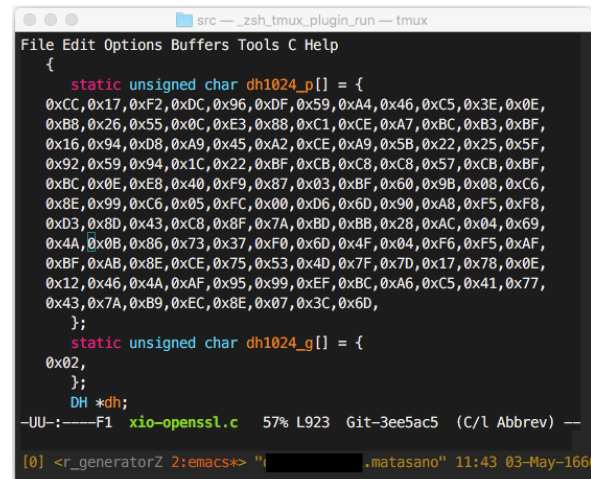 src — _zsh_tmux_plugin_run — tmux
File Edit Options Buffers Tools C Help
{
static unsigned char dh1024_p[] = {
0xCC,0x17,0xF2,0xDC,0x96,0xDF,0x59,0xA4,0x46,0xC5,0x3E,0x0E,
0xB8,0x26,0x55,0x0C,0xE3,0x88,0xC1,0xCE,0xA7,0xBC,0xB3,0xBF,
0x16,0x94,0xD8,0xA9,0x45,0xA2,0xCE,0xA9,0x5B,0x22,0x25,0x5F,
0x92,0x59,0x94,0x1C,0x22,0xBF,0xCB,0xC8,0xC8,0x57,0xCB,0xBF,
0xBC,0x0E,0xE8,0x40,0xF9,0x87,0x03,0xBF,0x60,0x9B,0x08,0xC6,
0x8E,0x99,0xC6,0x05,0xFC,0x00,0xD6,0x6D,0x90,0xA8,0xF5,0xF8,
0xD3,0x8D,0x43,0xC8,0x8F,0x7A,0xBD,0xBB,0x28,0xAC,0x04,0x69,
0x4A,0x0B,0x86,0x73,0x37,0xF0,0x6D,0x4F,0x04,0xF6,0xF5,0xAF,
0xBF,0xAB,0x8E,0xCE,0x75,0x53,0x4D,0x7F,0x7D,0x17,0x78,0x0E,
0x12,0x46,0x4A,0xAF,0x95,0x99,0xEF,0xBC,0xA6,0xC5,0x41,0x77,
0x43,0x7A,0xB9,0xEC,0x8E,0x07,0x3C,0x6D,
};
static unsigned char dh1024_g[] = {
0x02,
};
DH *dh;
-UU-:----F1 xio-openssl.c 57% L923 Git-3ee5ac5 (C/l Abbrev) --
[0] <r_generatorZ 2:emacs*> " .matasano" 11:43 03-May-166